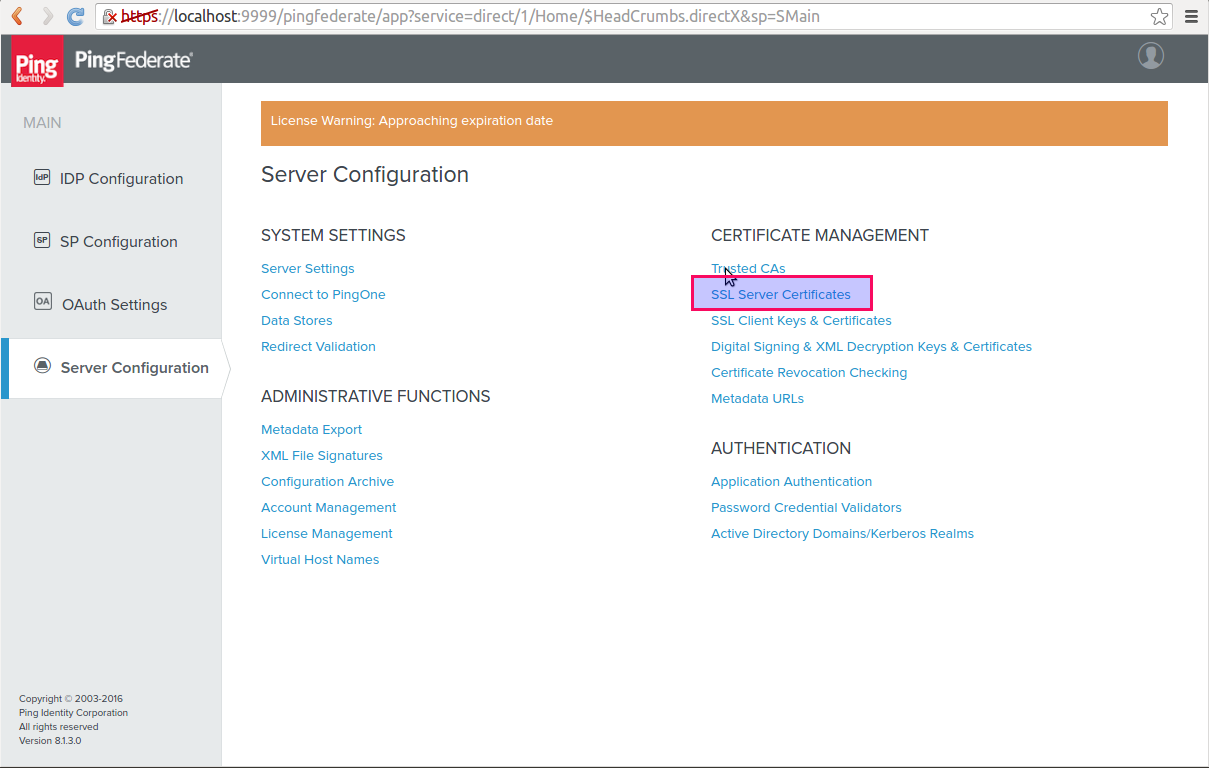 https://localhost:9999/pingfederate/app?service=direct/1/Home/$HeadCrumbs.directX&sp=SMain
Ping
Identity.
PingFederate®
MAIN
IdP IDP Configuration
SP SP Configuration
OA OAuth Settings
Server Configuration
Copyright © 2003-2016
Ping Identity Corporation
All rights reserved
Version 8.1.3.0
License Warning: Approaching expiration date
Server Configuration
SYSTEM SETTINGS
Server Settings
Connect to PingOne
Data Stores
Redirect Validation
ADMINISTRATIVE FUNCTIONS
Metadata Export
XML File Signatures
Configuration Archive
Account Management
License Management
Virtual Host Names
CERTIFICATE MANAGEMENT
Trusted CAs
SSL Server Certificates
SSL Client Keys & Certificates
Digital Signing & XML Decryption Keys & Certificates
Certificate Revocation Checking
Metadata URLs
AUTHENTICATION
Application Authentication
Password Credential Validators
Active Directory Domains/Kerberos Realms